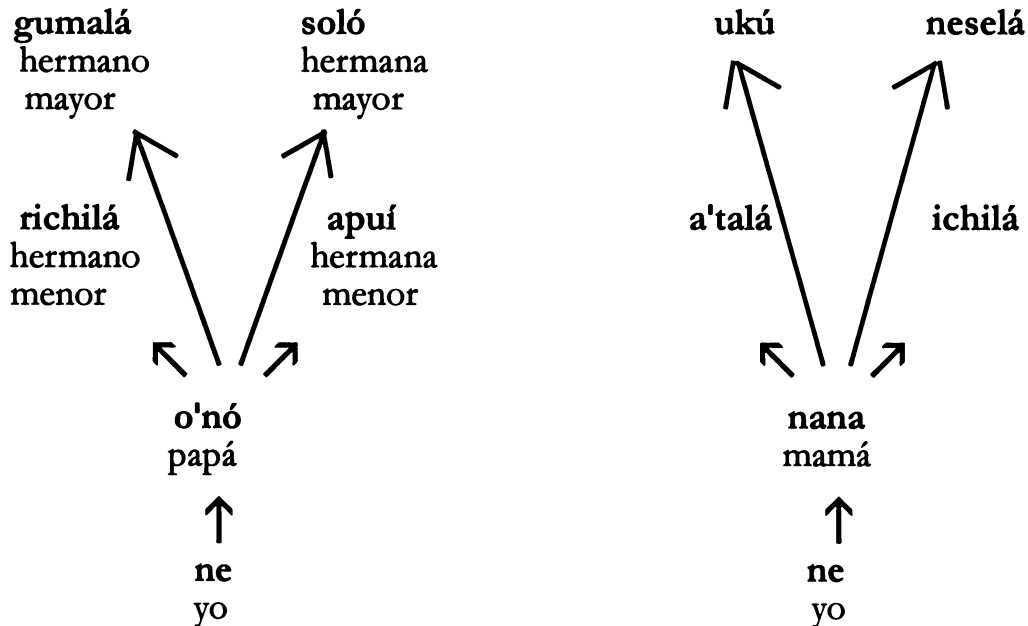 gumalá
hermano
mayor
soló
hermana
mayor
richilá
hermano
menor
apuí
hermana
menor
o'nó
papá
ne
yo
ukú
neselá
a'talá
ichilá
nana
mamá
ne
yo